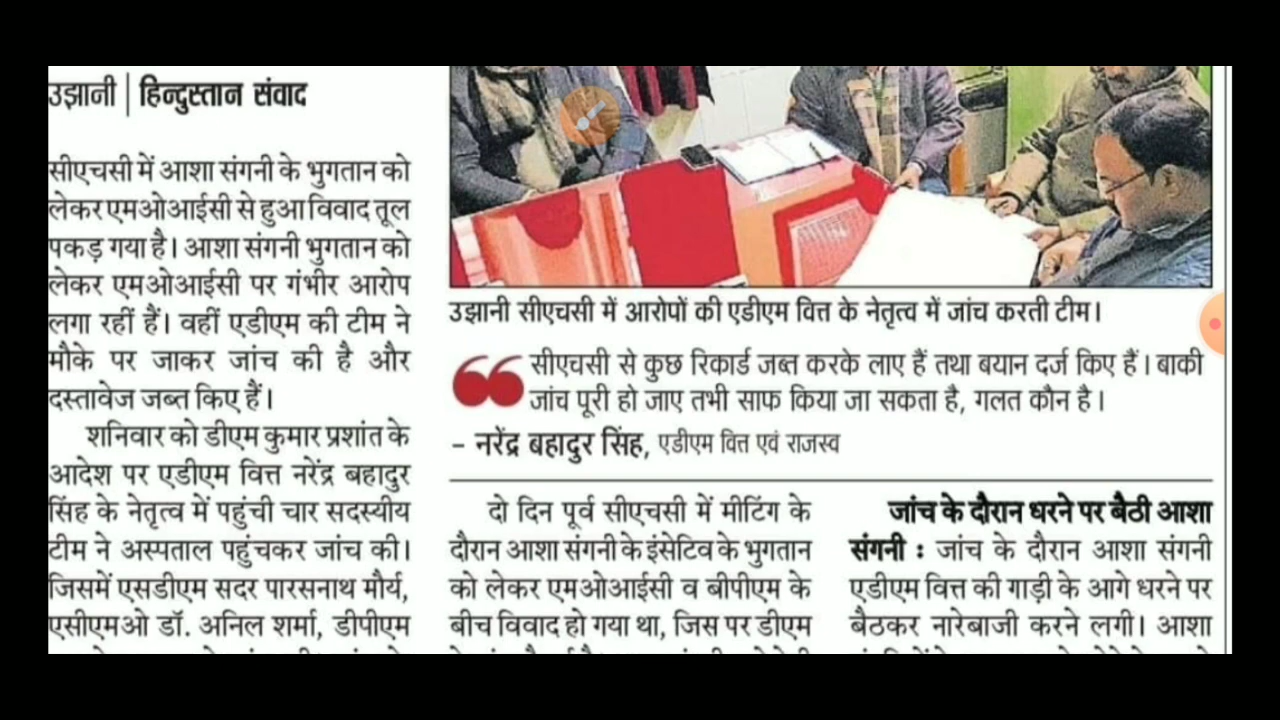 उझानी | हिन्दुस्तान संवाद
सीएचसी में आशा संगनी के भुगतान को
लेकर एमओआईसी से हुआ विवाद तूल
पकड़ गया है। आशा संगनी भुगतान को
लेकर एमओआईसी पर गंभीर आरोप
लगा रहीं हैं। वहीं एडीएम की टीम ने
मौके पर जाकर जांच की है और
दस्तावेज जब्त किए हैं।
शनिवार को डीएम कुमार प्रशांत के
आदेश पर एडीएम वित्त नरेंद्र बहादुर
सिंह के नेतृत्व में पहुंची चार सदस्यीय
टीम ने अस्पताल पहुंचकर जांच की।
जिसमें एसडीएम सदर पारसनाथ मौर्य,
एसीएमओ डॉ. अनिल शर्मा, डीपीएम
उझानी सीएचसी में आरोपों की एडीएम वित्त के नेतृत्व में जांच करती टीम।
सीएचसी से कुछ रिकार्ड जब्त करके लाए हैं तथा बयान दर्ज किए हैं। बाकी
जांच पूरी हो जाए तभी साफ किया जा सकता है, गलत कौन है।
– नरेंद्र बहादुर सिंह, एडीएम वित्त एवं राजस्व
दो दिन पूर्व सीएचसी में मीटिंग के
दौरान आशा संगनी के इंसेटिव के भुगतान
को लेकर एमओआईसी व बीपीएम के
बीच विवाद हो गया था, जिस पर डीएम
जांच के दौरान धरने पर बैठी आशा
संगनी : जांच के दौरान आशा संगनी
एडीएम वित्त की गाड़ी के आगे धरने पर
बैठकर नारेबाजी करने लगी। आशा